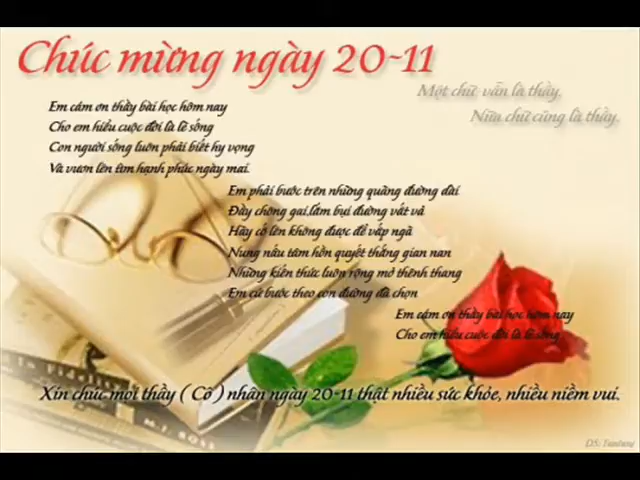 Chúc mừng ngày 20-11
Một chữ vẫn là thầy,
Nửa chữ cũng là thầy.
Em cám ơn thầy bài học hôm nay
Cho em hiểu cuộc đời là lẽ sống
Con người sống luôn phải biết hy vọng
Và vươn lên tìm hạnh phúc ngày mai.
Em phải bước trên những quãng đường dài
Đầy chông gai,lấm bụi đường vất vả
Hãy cố lên không được để vấp ngã
Nung nấu tâm hồn quyết thắng gian nan
Những kiến thức luôn rộng mở thênh thang
Em cứ bước theo con đường đã chọn
Em cám ơn thầy bài học hôm nay
Cho em hiểu cuộc đời là lẽ sống
Xin chúc mọi thầy ( Cô ) nhân ngày 20-11 thật nhiều sức khỏe, nhiều niềm vui.
M.J. ROSE
DS: